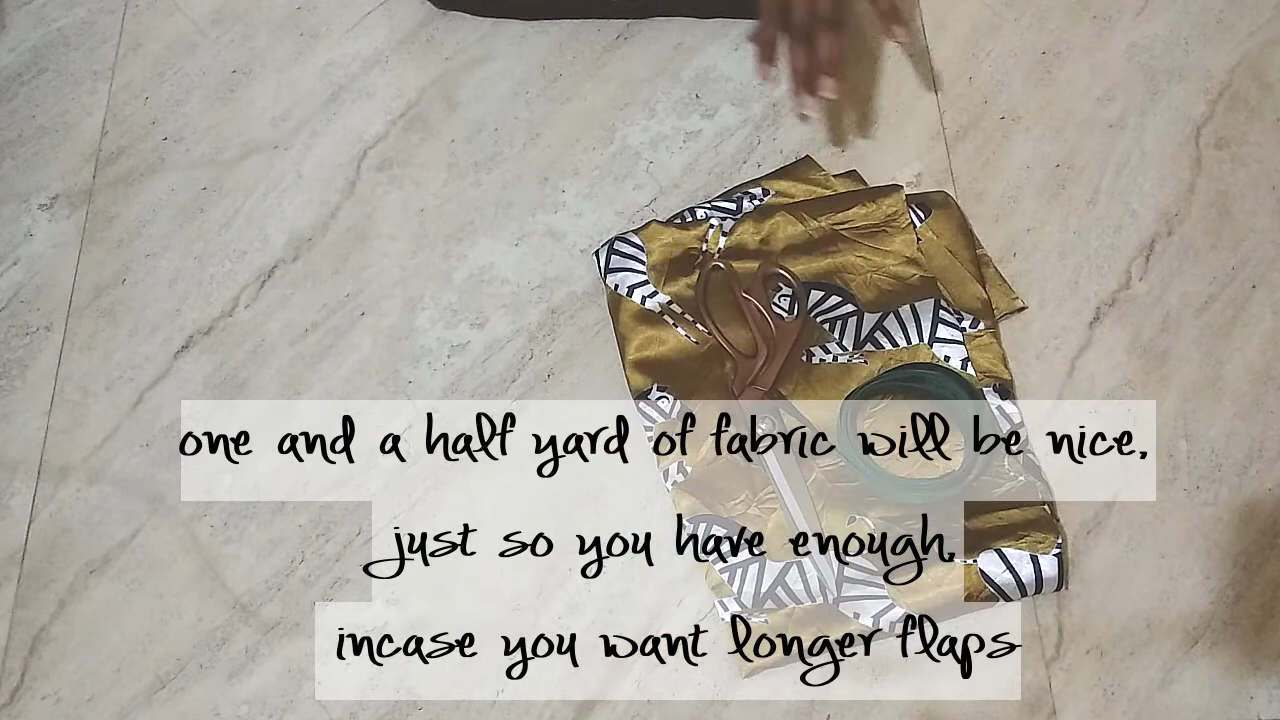 one and a half yard of fabric will be nice,
just so you have enough,
incase you want longer flaps